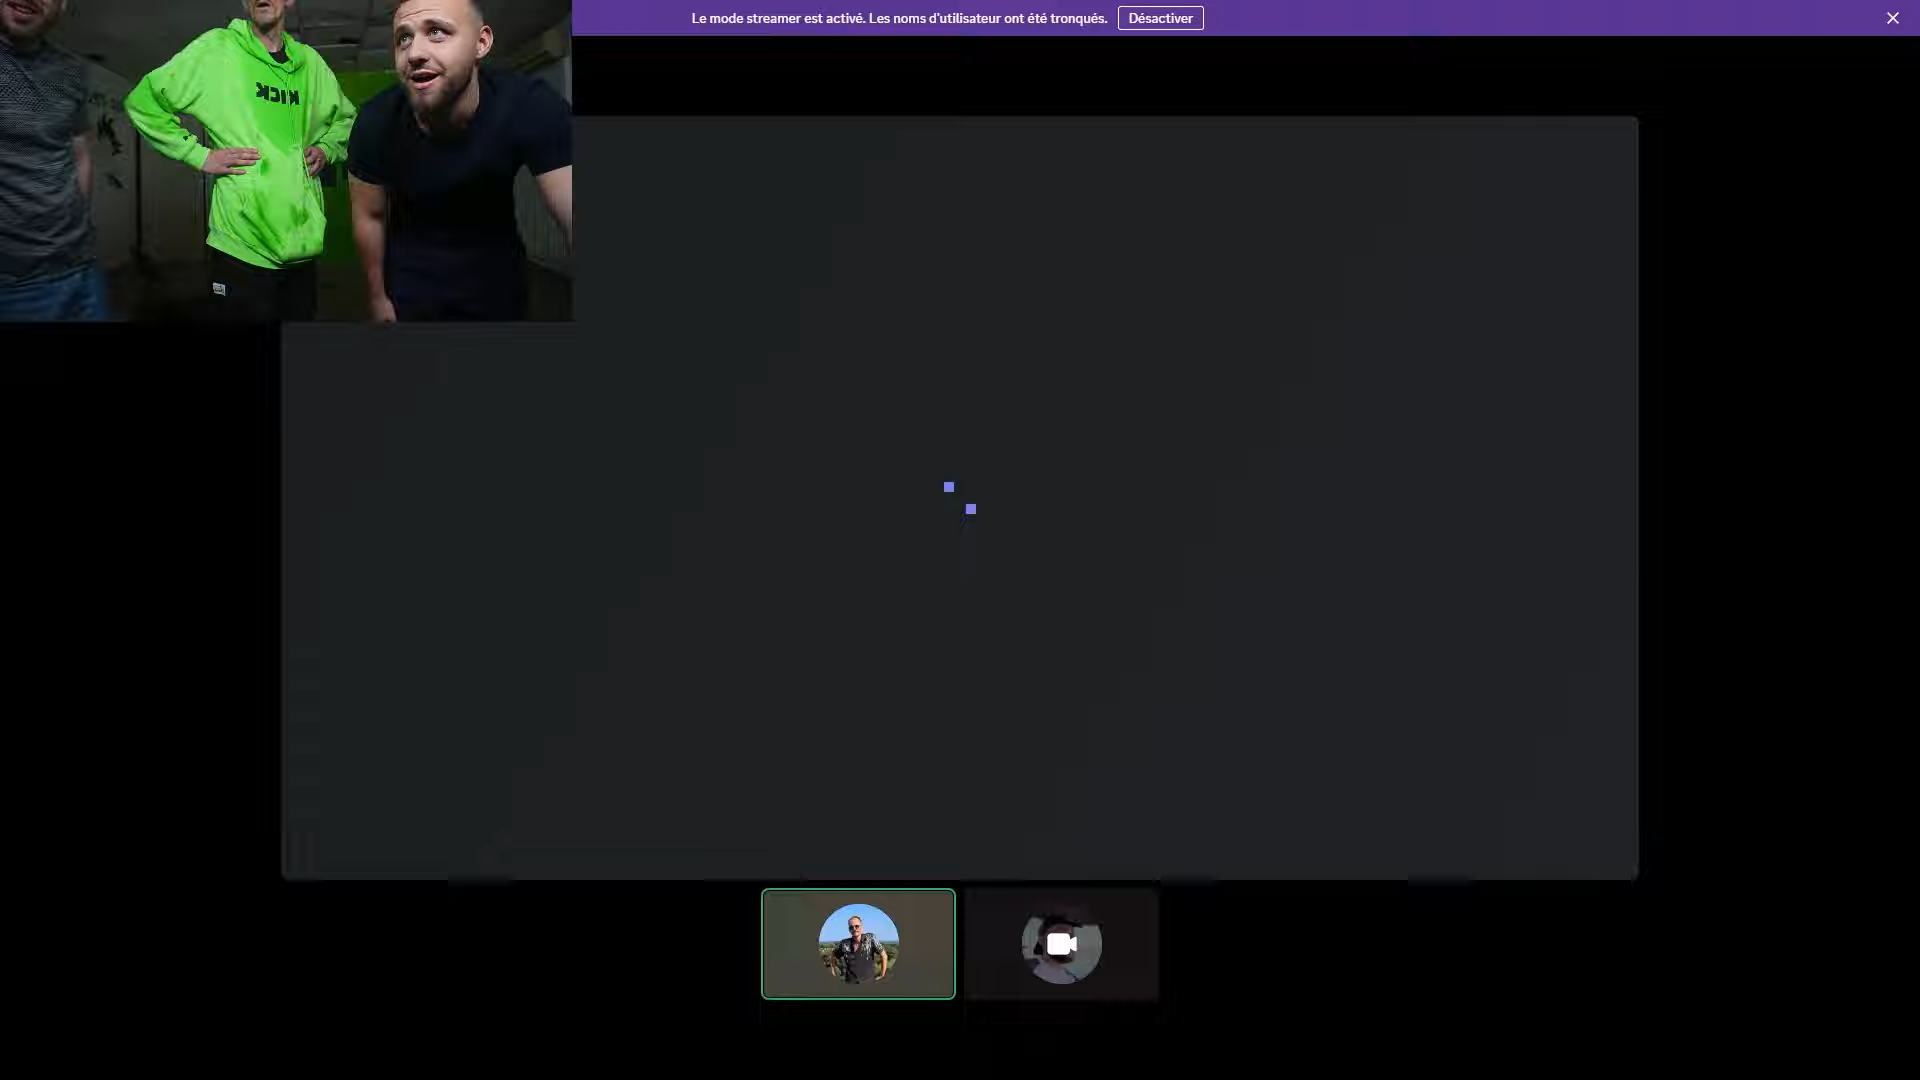 Le mode streamer est activé. Les noms d'utilisateur ont été tronqués. Désactiver
KICK